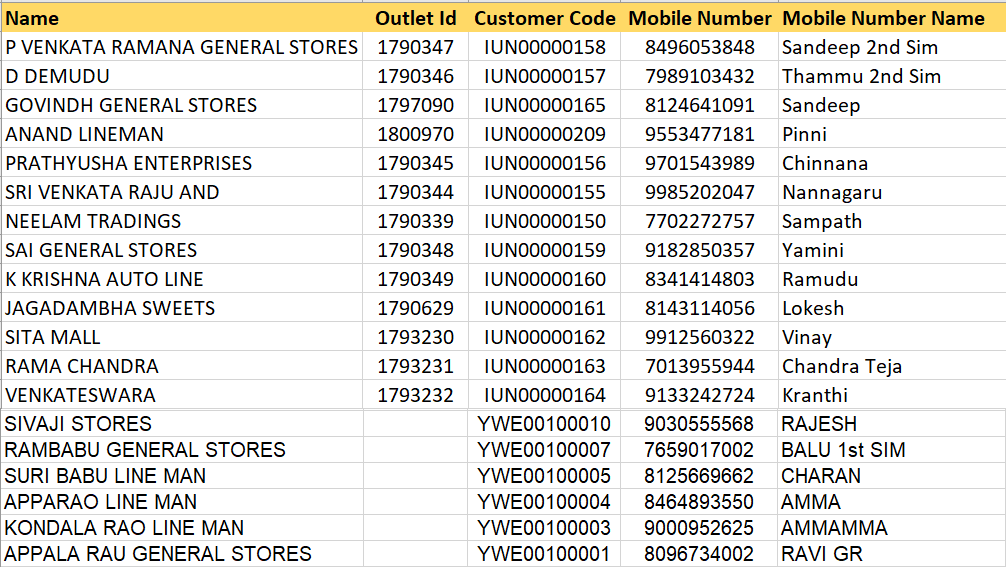 Name Outlet Id Customer Code Mobile Number Mobile Number Name
P VENKATA RAMANA GENERAL STORES 1790347 IUN00000158 8496053848 Sandeep 2nd Sim
D DEMUDU 1790346 IUN00000157 7989103432 Thammu 2nd Sim
GOVINDH GENERAL STORES 1797090 IUN00000165 8124641091 Sandeep
ANAND LINEMAN 1800970 IUN00000209 9553477181 Pinni
PRATHYUSHA ENTERPRISES 1790345 IUN00000156 9701543989 Chinnana
SRI VENKATA RAJU AND 1790344 IUN00000155 9985202047 Nannagaru
NEELAM TRADINGS 1790339 IUN00000150 7702272757 Sampath
SAI GENERAL STORES 1790348 IUN00000159 9182850357 Yamini
K KRISHNA AUTO LINE 1790349 IUN00000160 8341414803 Ramudu
JAGADAMBHA SWEETS 1790629 IUN00000161 8143114056 Lokesh
SITA MALL 1793230 IUN00000162 9912560322 Vinay
RAMA CHANDRA 1793231 IUN00000163 7013955944 Chandra Teja
VENKATESWARA 1793232 IUN00000164 9133242724 Kranthi
SIVAJI STORES YWE00100010 9030555568 RAJESH
RAMBABU GENERAL STORES YWE00100007 7659017002 BALU 1st SIM
SURI BABU LINE MAN YWE00100005 8125669662 CHARAN
APPARAO LINE MAN YWE00100004 8464893550 AMMA
KONDALA RAO LINE MAN YWE00100003 9000952625 AMMAMMA
APPALA RAU GENERAL STORES YWE00100001 8096734002 RAVI GR